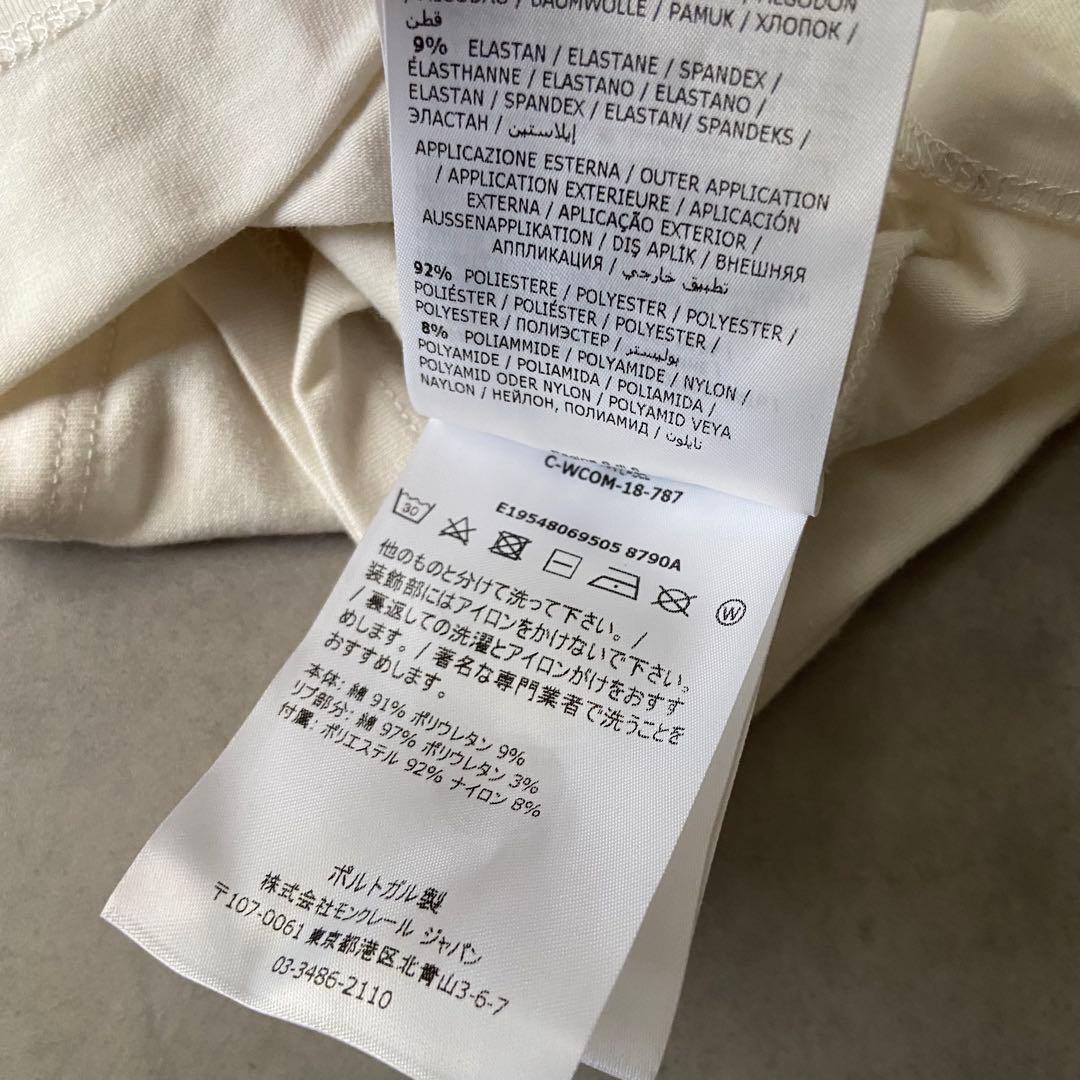 / BAUMWOLLE / PAMUK / ХЛОПОК /
قطن
9% ELASTAN / ELASTANE / SPANDEX /
ÉLASTHANNE / ELASTANO / ELASTANO /
ELASTAN / SPANDEX / ELASTAN/ SPANDEKS /
ЭЛАСТАН / إيلاستين
APPLICAZIONE ESTERNA / OUTER APPLICATION
/ APPLICATION EXTERIEURE / APLICACIÓN
EXTERNA / APLICAÇÃO EXTERIOR /
AUSSENAPPLIKATION / DIŞ APLİK / ВНЕШНЯЯ
АППЛИКАЦИЯ / تطبيق خارجي
92% POLIESTERE / POLYESTER / POLYESTER /
POLIÉSTER / POLIÉSTER / POLYESTER /
POLYESTER / ПОЛИЭСТЕР / بوليستر
8% POLIAMMIDE / POLYAMIDE / NYLON /
POLYAMIDE / POLIAMIDA / POLIAMIDA /
POLYAMID ODER NYLON / POLYAMID VEYA
NAYLON / НЕЙЛОН, ПОЛИАМИД / نايلون
C-WCOM-18-787
E19548069505 8790A
30
W
他のものと分けて洗って下さい。/
装飾部にはアイロンをかけないで下さい。
/ 裏返しての洗濯とアイロンがけをおすす
めします。/ 著名な専門業者で洗うことを
おすすめします。
本体: 綿 91% ポリウレタン 9%
リブ部分: 綿 97% ポリウレタン 3%
付属: ポリエステル 92% ナイロン 8%
ポルトガル製
株式会社モンクレール ジャパン
〒107-0061 東京都港区北青山3-6-7
03-3486-2110